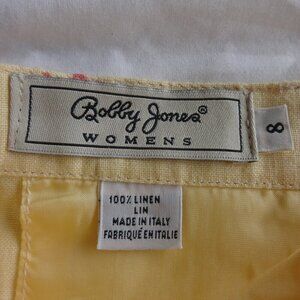 Bobby Jones®
WOMENS
8
100% LINEN
LIN
MADE IN ITALY
FABRIQUÉ EN ITALIE